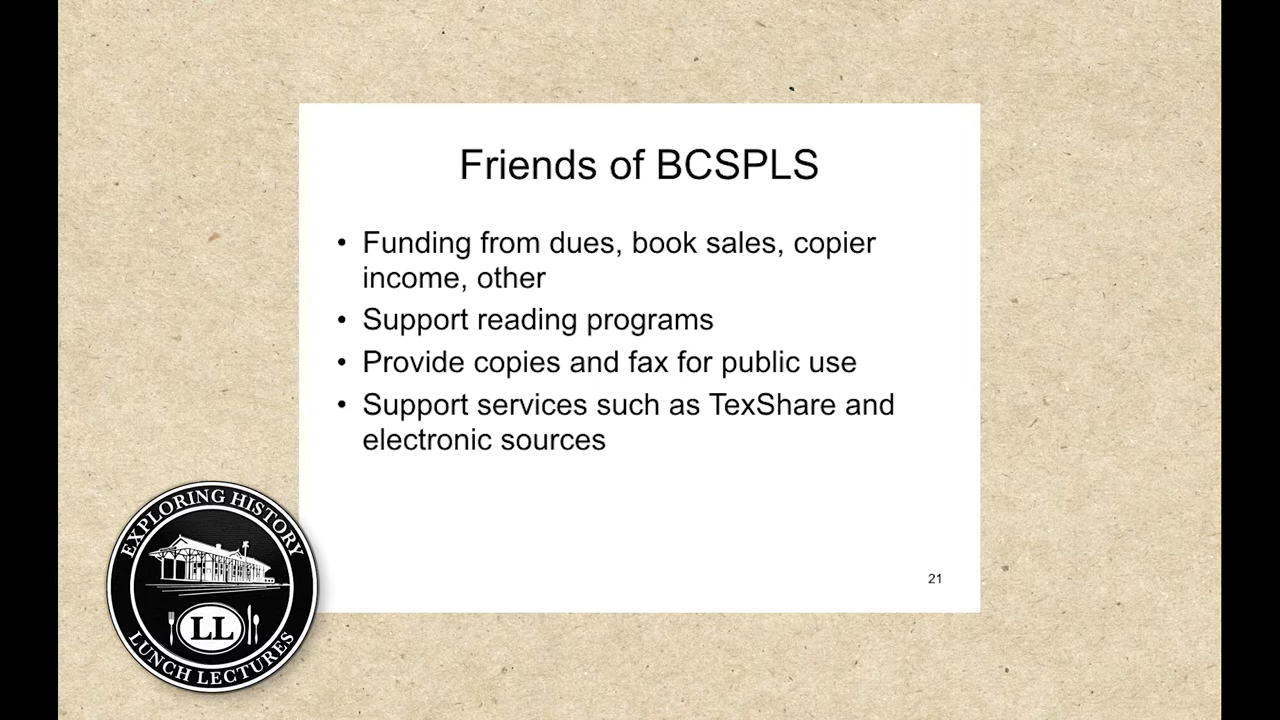 Friends of BCSPLS
• Funding from dues, book sales, copier
income, other
• Support reading programs
• Provide copies and fax for public use
• Support services such as TexShare and
electronic sources
21
EXPLORING HISTORY
LL
LUNCH LECTURES